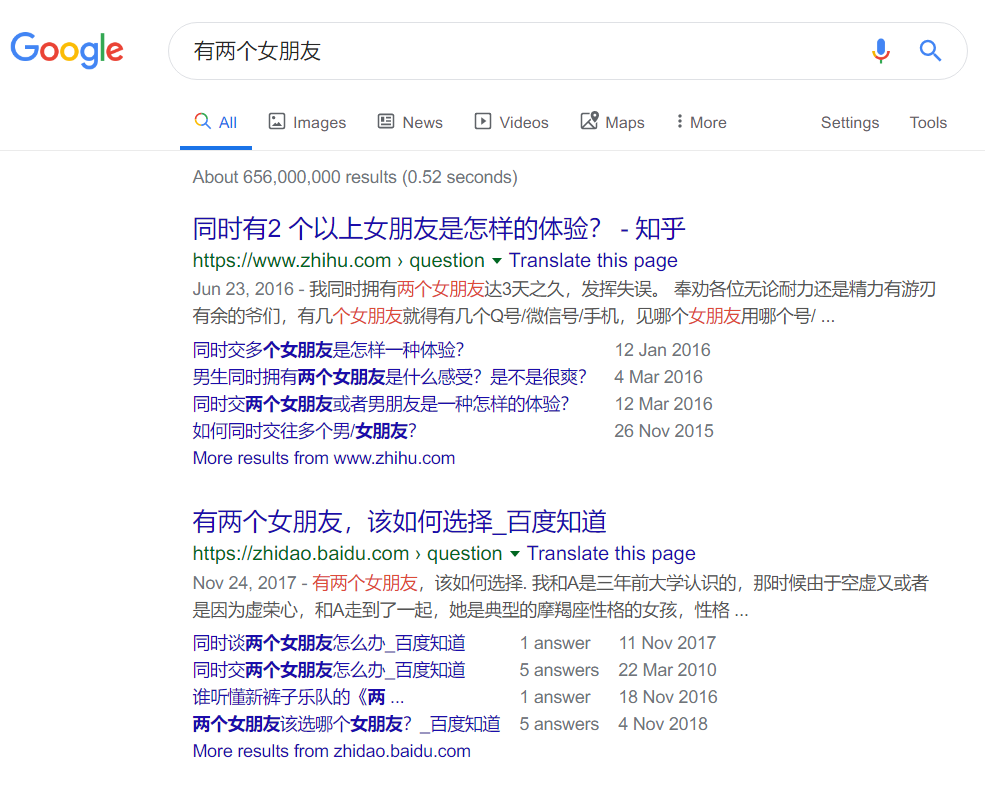 Google
有两个女朋友
All Images News Videos Maps More Settings Tools
About 656,000,000 results (0.52 seconds)
同时有2 个以上女朋友是怎样的体验？ - 知乎
https://www.zhihu.com › question Translate this page
Jun 23, 2016 - 我同时拥有两个女朋友达3天之久，发挥失误。 奉劝各位无论耐力还是精力有游刃
有余的爷们，有几个女朋友就得有几个Q号/微信号/手机，见哪个女朋友用哪个号/ ...
同时交多个女朋友是怎样一种体验？ 12 Jan 2016
男生同时拥有两个女朋友是什么感受？是不是很爽？ 4 Mar 2016
同时交两个女朋友或者男朋友是一种怎样的体验？ 12 Mar 2016
如何同时交往多个男/女朋友？ 26 Nov 2015
More results from www.zhihu.com
有两个女朋友，该如何选择_百度知道
https://zhidao.baidu.com › question Translate this page
Nov 24, 2017 - 有两个女朋友，该如何选择. 我和A是三年前大学认识的，那时候由于空虚又或者
是因为虚荣心，和A走到了一起，她是典型的摩羯座性格的女孩，性格 ...
同时谈两个女朋友怎么办_百度知道 1 answer 11 Nov 2017
同时交两个女朋友怎么办_百度知道 5 answers 22 Mar 2010
谁听懂新裤子乐队的《两 ... 1 answer 18 Nov 2016
两个女朋友该选哪个女朋友？_百度知道 5 answers 4 Nov 2018
More results from zhidao.baidu.com